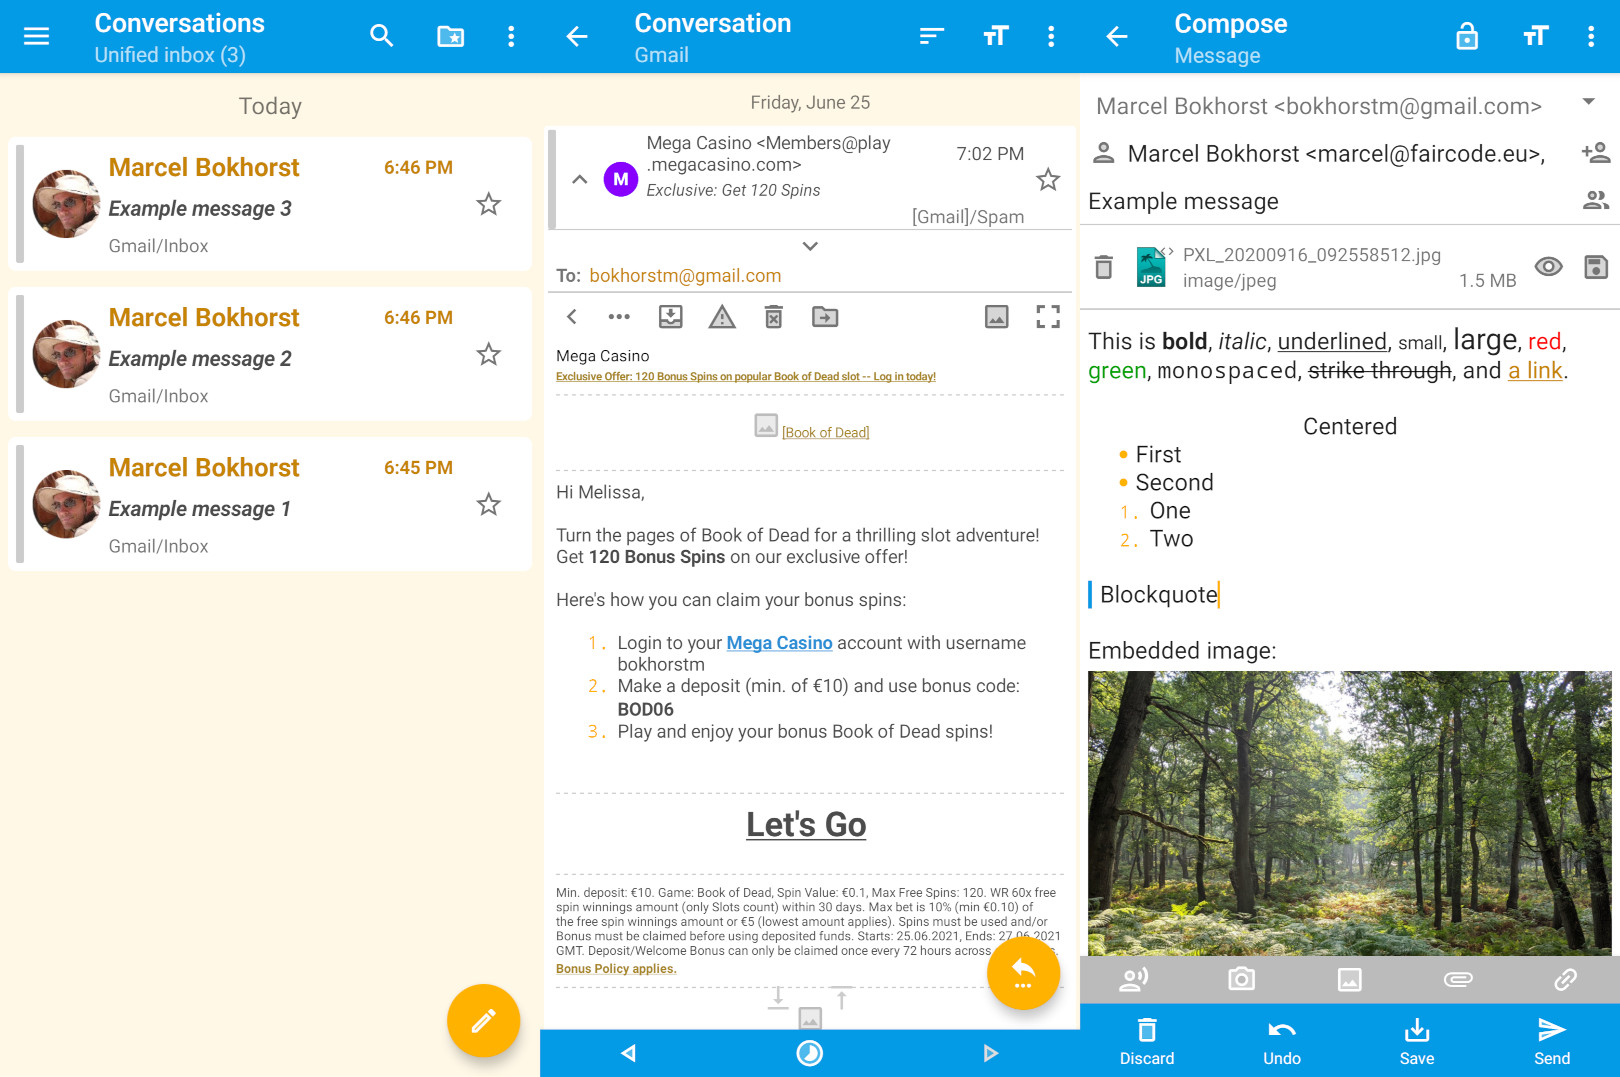 Conversations
Unified inbox (3)
Today
Marcel Bokhorst
6:46 PM
Example message 3
Gmail/Inbox
Marcel Bokhorst
6:46 PM
Example message 2
Gmail/Inbox
Marcel Bokhorst
6:45 PM
Example message 1
Gmail/Inbox
Conversation
Gmail
Friday, June 25
Mega Casino <Members@play
.megacasino.com>
7:02 PM
M
Exclusive: Get 120 Spins
[Gmail]/Spam
To: bokhorstm@gmail.com
Mega Casino
Exclusive Offer: 120 Bonus Spins on popular Book of Dead slot -- Log in today!
[Book of Dead]
Hi Melissa,
Turn the pages of Book of Dead for a thrilling slot adventure!
Get 120 Bonus Spins on our exclusive offer!
Here's how you can claim your bonus spins:
1. Login to your Mega Casino account with username
bokhorstm
2. Make a deposit (min. of €10) and use bonus code:
BOD06
3. Play and enjoy your bonus Book of Dead spins!
Let's Go
Min. deposit: €10. Game: Book of Dead, Spin Value: €0.1, Max Free Spins: 120. WR 60x free
spin winnings amount (only Slots count) within 30 days. Max bet is 10% (min €0.10) of
the free spin winnings amount or €5 (lowest amount applies). Spins must be used and/or
Bonus must be claimed before using deposited funds. Starts: 25.06.2021, Ends: 27.06.2021
GMT. Deposit/Welcome Bonus can only be claimed once every 72 hours across
Bonus Policy applies.
Compose
Message
Marcel Bokhorst <bokhorstm@gmail.com>
Marcel Bokhorst <marcel@faircode.eu>,
Example message
JPG
PXL_20200916_092558512.jpg
image/jpeg
1.5 MB
This is bold, italic, underlined, small, large, red,
green, monospaced, strike through, and a link.
Centered
• First
• Second
1. One
2. Two
Blockquote
Embedded image:
Discard
Undo
Save
Send